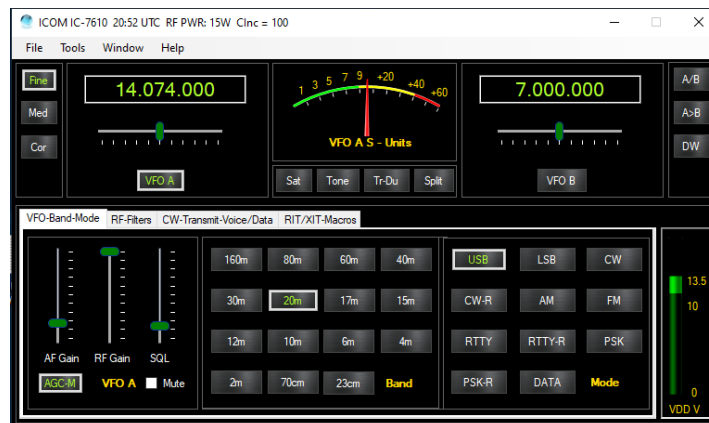 ICOM IC-7610 20:52 UTC RF PWR: 15W CInc = 100
File Tools Window Help
Fine
Med
Cor
14.074.000
VFO A
1 3 5 7 9 +20 +40 +60
VFO A S - Units
Sat Tone Tr-Du Split
7.000.000
VFO B
A/B
A>B
DW
VFO-Band-Mode RF-Filters CW-Transmit-Voice/Data RIT/XIT-Macros
AF Gain RF Gain SQL
AGC-M VFO A Mute
160m 80m 60m 40m
30m 20m 17m 15m
12m 10m 6m 4m
2m 70cm 23cm Band
USB LSB CW
CW-R AM FM
RTTY RTTY-R PSK
PSK-R DATA Mode
13.5
10
0
VDD V